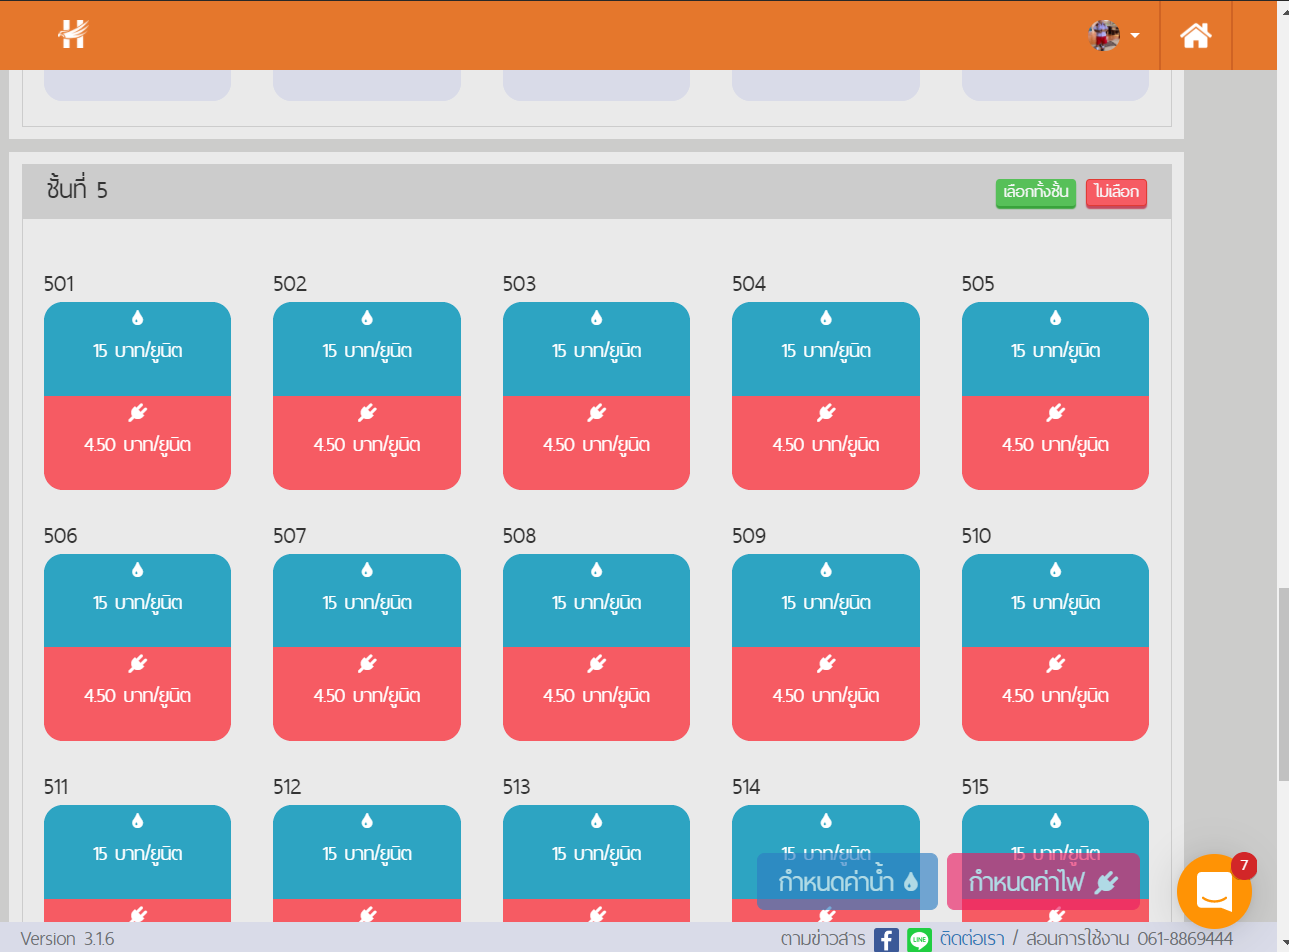 ชั้นที่ 5
เลือกทั้งชั้น ไม่เลือก
501 502 503 504 505
15 บาท/ยูนิต 15 บาท/ยูนิต 15 บาท/ยูนิต 15 บาท/ยูนิต 15 บาท/ยูนิต
4.50 บาท/ยูนิต 4.50 บาท/ยูนิต 4.50 บาท/ยูนิต 4.50 บาท/ยูนิต 4.50 บาท/ยูนิต
506 507 508 509 510
15 บาท/ยูนิต 15 บาท/ยูนิต 15 บาท/ยูนิต 15 บาท/ยูนิต 15 บาท/ยูนิต
4.50 บาท/ยูนิต 4.50 บาท/ยูนิต 4.50 บาท/ยูนิต 4.50 บาท/ยูนิต 4.50 บาท/ยูนิต
511 512 513 514 515
15 บาท/ยูนิต 15 บาท/ยูนิต 15 บาท/ยูนิต 15 บาท/ยูนิต 15 บาท/ยูนิต
กำหนดค่าน้ำ กำหนดค่าไฟ
7
Version 3.1.6 ตามข่าวสาร LINE ติดต่อเรา / สอนการใช้งาน 061-8869444